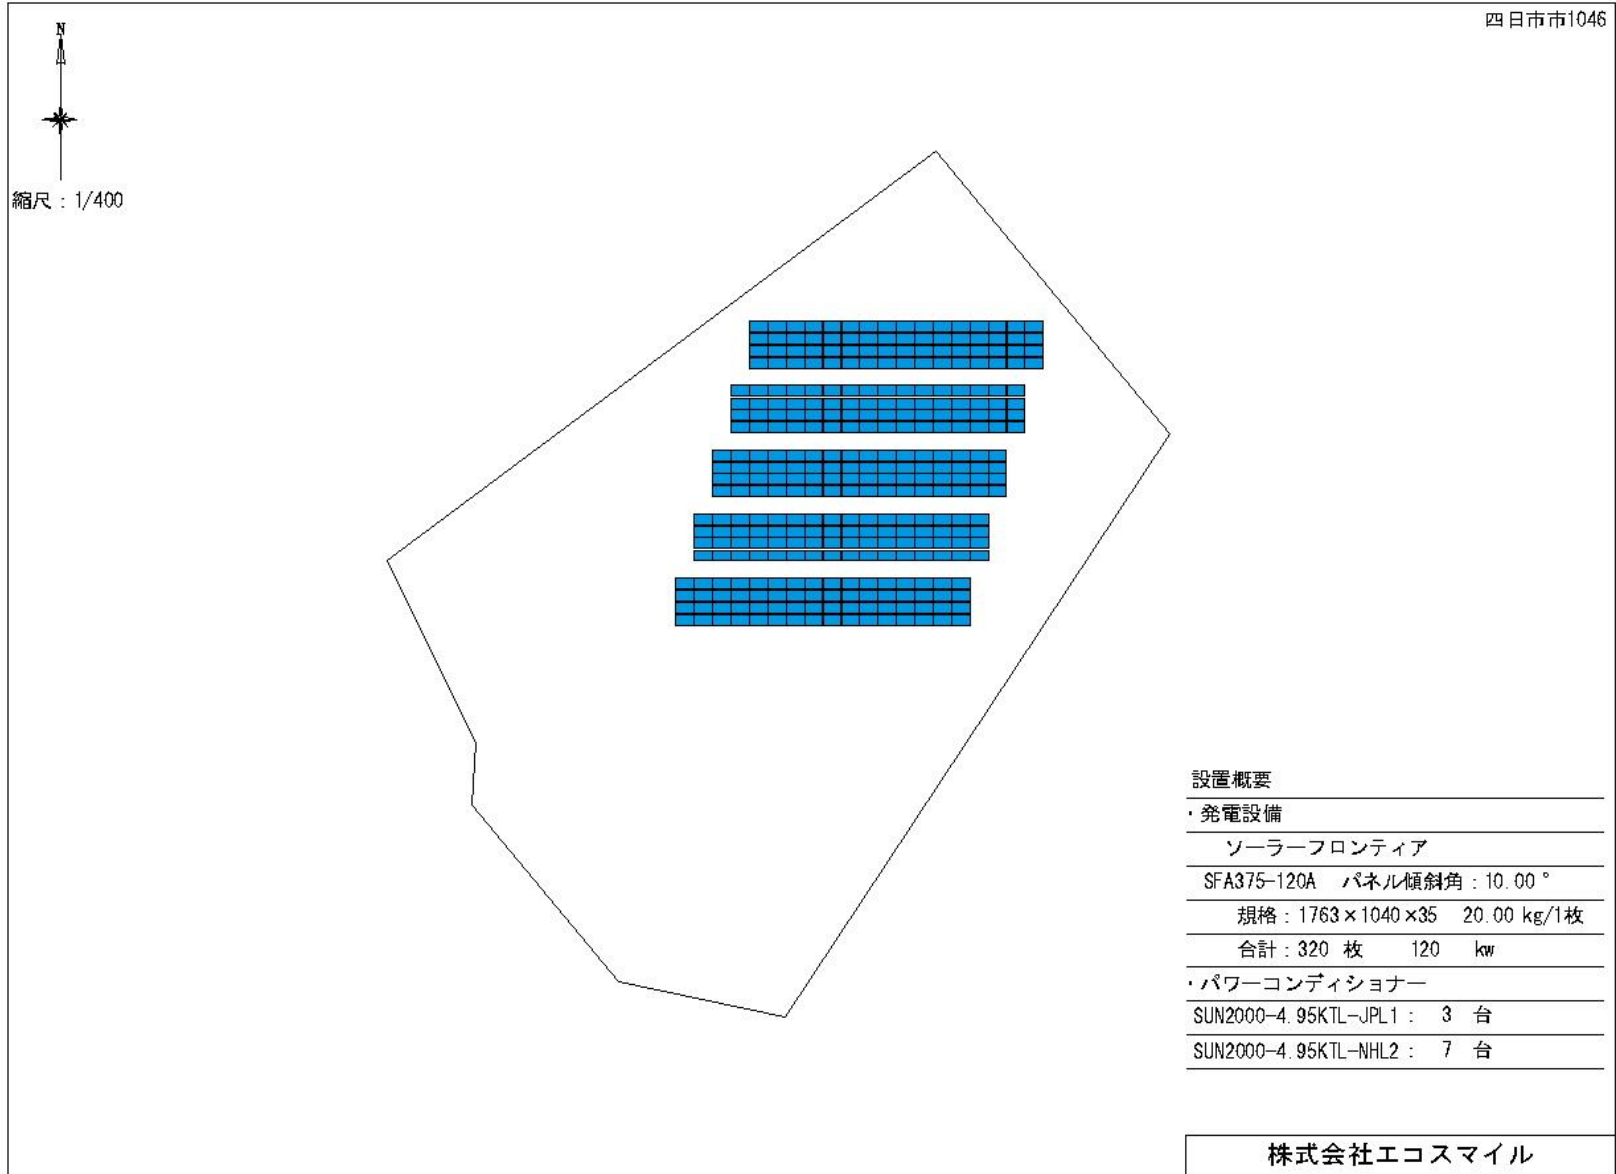 四日市市1046
N
縮尺：1/400
設置概要
・発電設備
ソーラーフロンティア
SFA375-120A パネル傾斜角：10.00°
規格：1763×1040×35 20.00 kg/1枚
合計：320 枚 120 kw
・パワーコンディショナー
SUN2000-4.95KTL-JPL1： 3 台
SUN2000-4.95KTL-NHL2： 7 台
株式会社エコスマイル